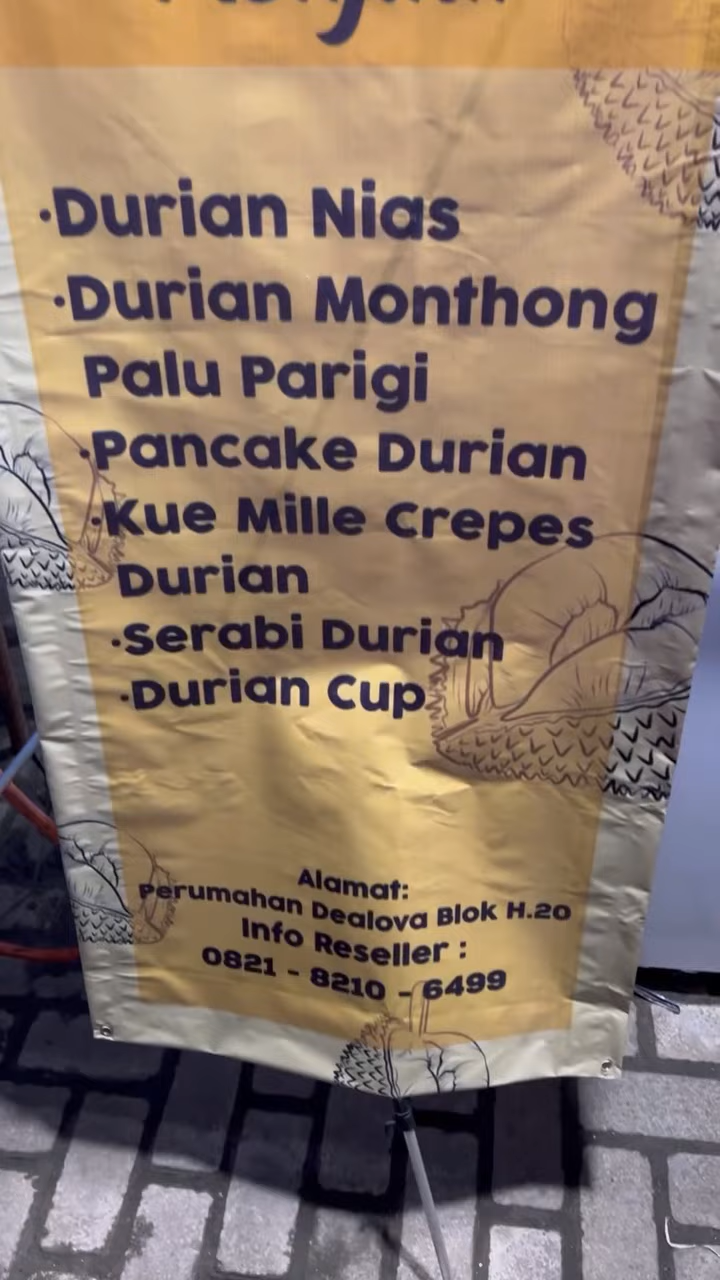 ·Durian Nias
·Durian Monthong
Palu Parigi
·Pancake Durian
·Kue Mille Crepes
Durian
·Serabi Durian
·Durian Cup
Alamat:
Perumahan Dealova Blok H.20
Info Reseller :
0821 - 8210 - 6499